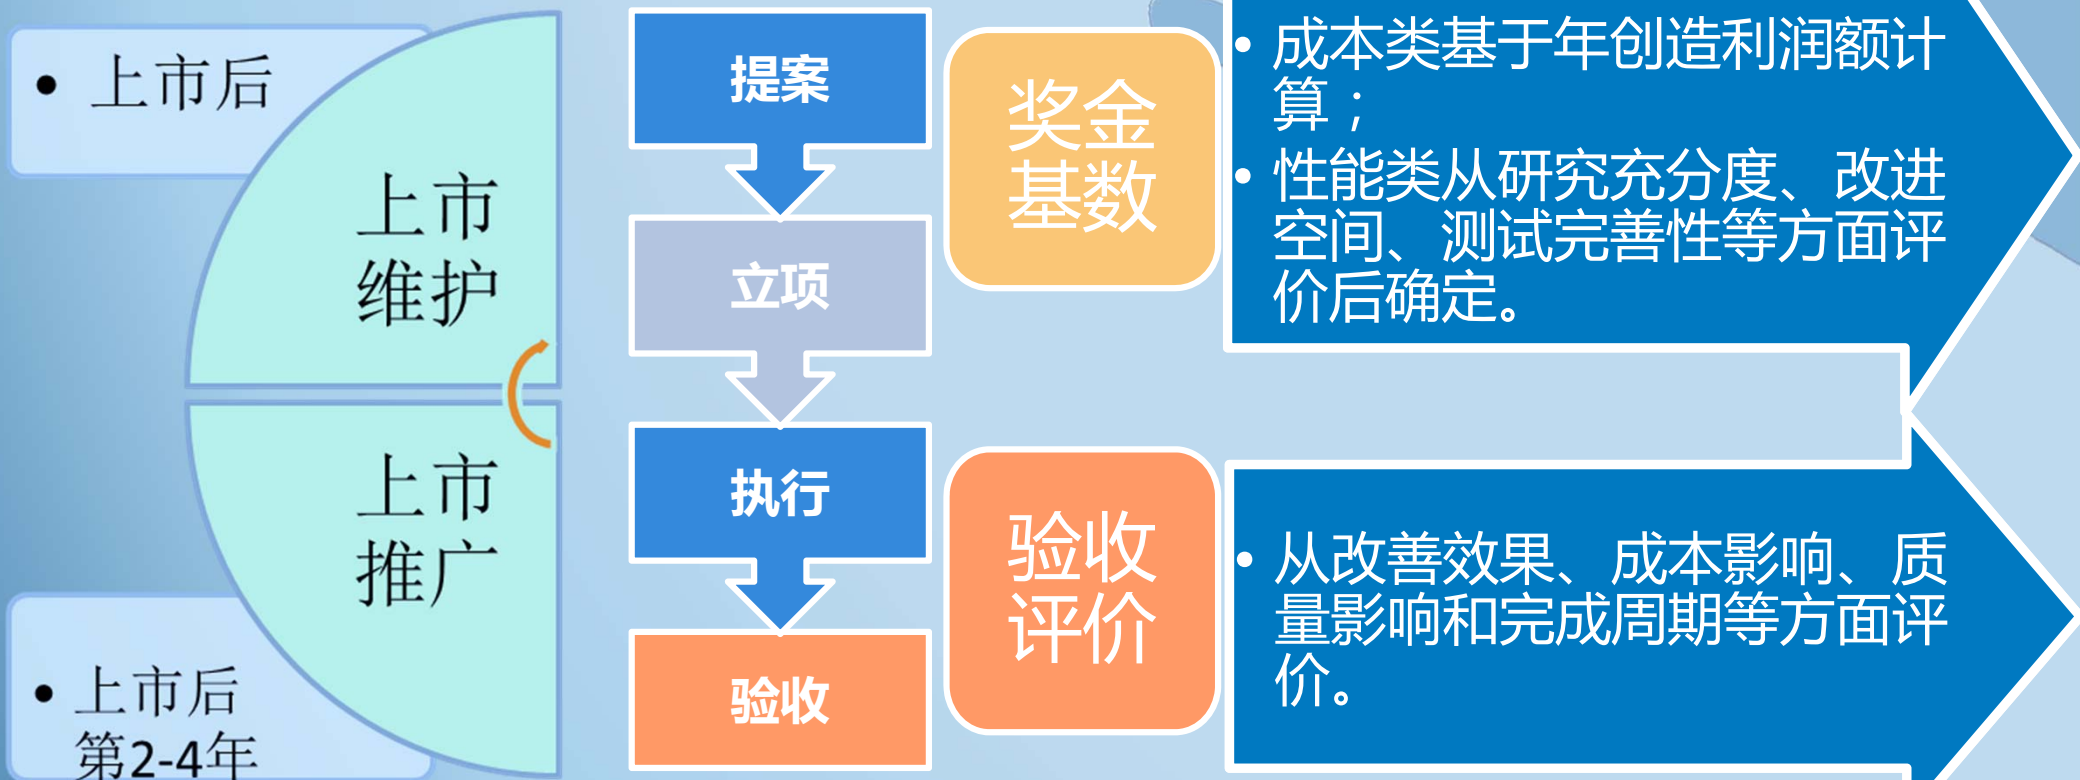 • 上市后
上市
维护
上市
推广
• 上市后
第2-4年
提案
立项
执行
验收
奖金
基数
• 成本类基于年创造利润额计
算；
• 性能类从研究充分度、改进
空间、测试完善性等方面评
价后确定。
验收
评价
• 从改善效果、成本影响、质
量影响和完成周期等方面评
价。